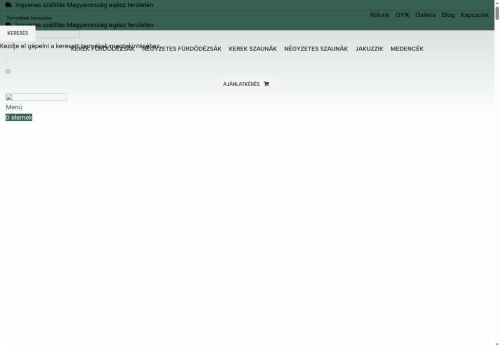 Ingyenes szállítás Magyarország egész területén
Rólunk GYIK Galéria Blog Kapcsolat
Termékek keresése
Ingyenes szállítás Magyarország egész területén
KERESÉS
Kezdje el gépelni a keresett termékek megtekintéséhez.
KEREK FÜRDŐDÉZSÁK NÉGYZETES FÜRDŐDÉZSÁK KEREK SZAUNÁK NÉGYZETES SZAUNÁK JAKUZZIK MEDENCÉK
0
AJÁNLATKÉRÉS
Menü
0 elemek